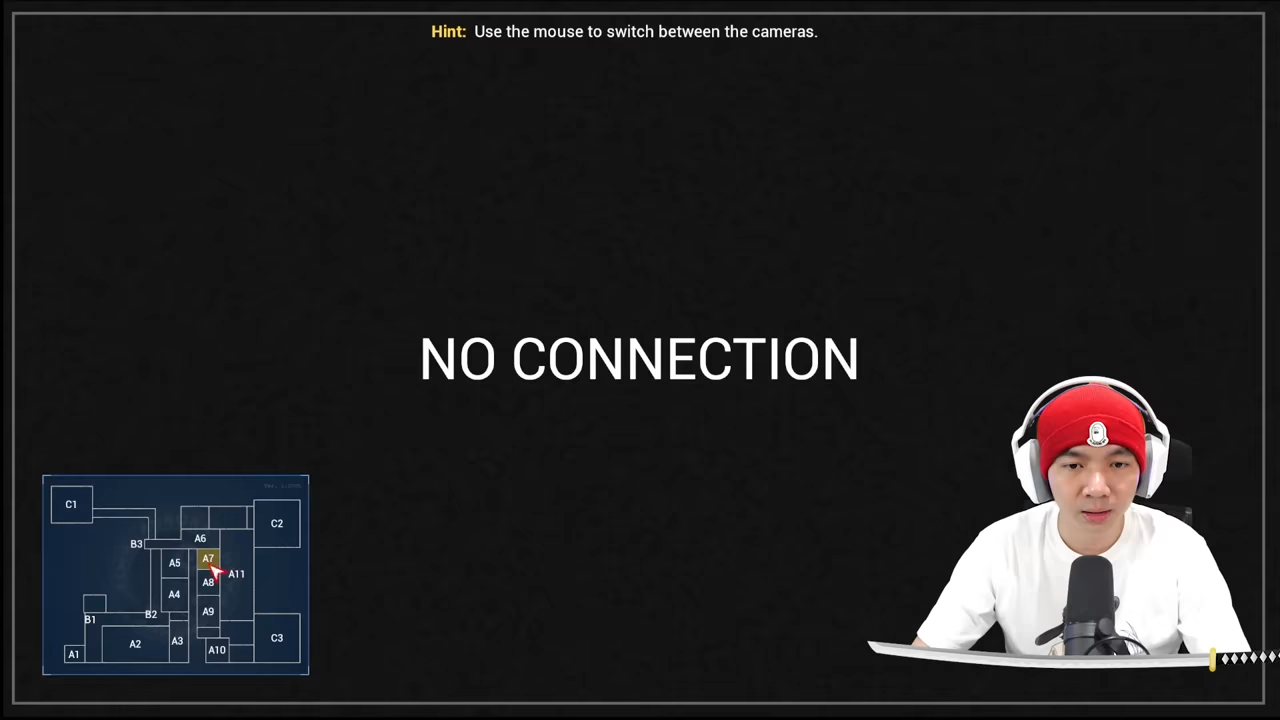 Hint: Use the mouse to switch between the cameras.
NO CONNECTION
C1
C2
A6
B3
A7
A5
A11
A8
A4
A9
B2
B1
A3
C3
A2
A10
A1